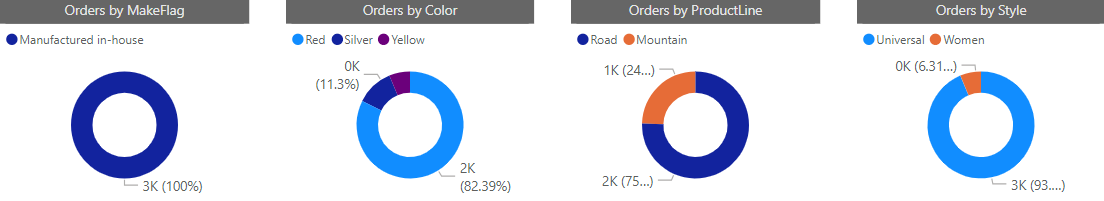 Orders by MakeFlag
Manufactured in-house
3K (100%)
Orders by Color
Red Silver Yellow
0K
(11.3%)
2K
(82.39%)
Orders by ProductLine
Road Mountain
1K (24...)
2K (75...)
Orders by Style
Universal Women
0K (6.31...)
3K (93....)